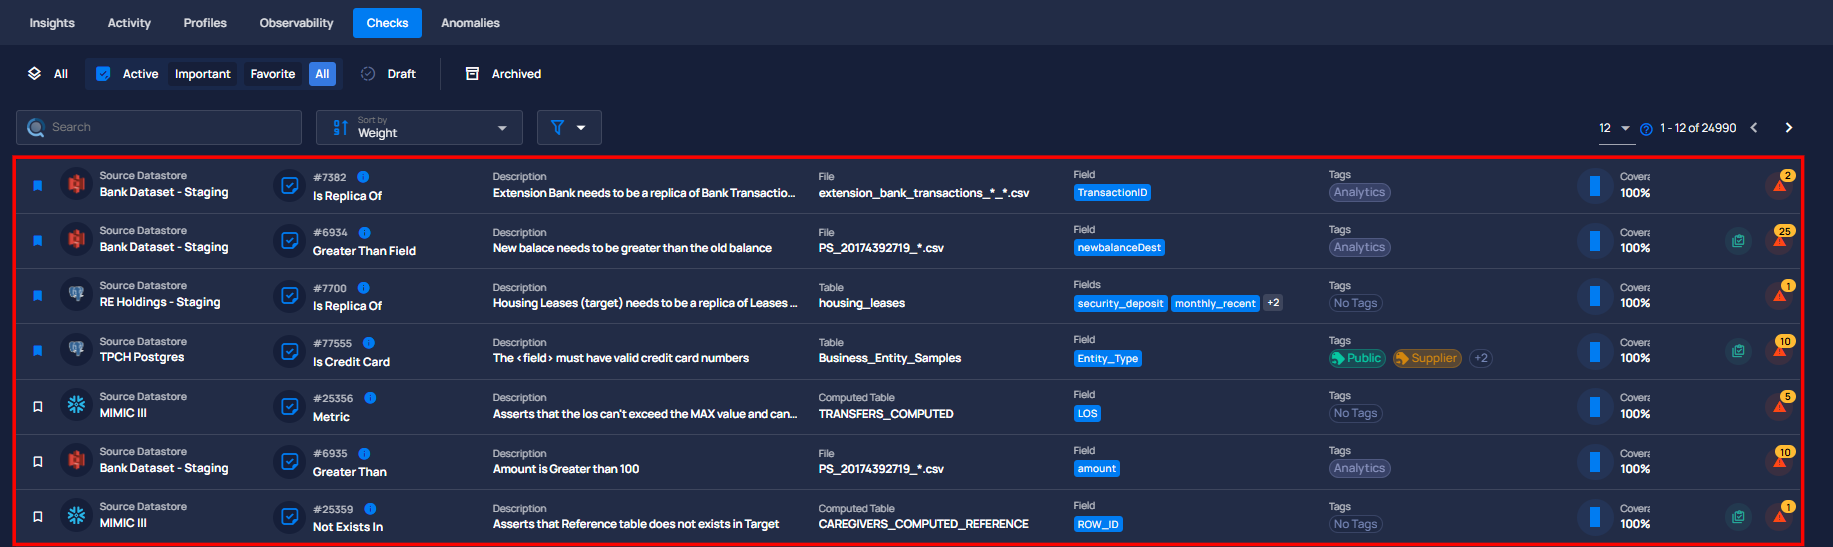 Insights Activity Profiles Observability Checks Anomalies
All Active Important Favorite All Draft Archived
Search Sort by Weight 12 1 - 12 of 24990
Source Datastore #7382 Description File Field Tags Covera 2
Bank Dataset - Staging Is Replica Of Extension Bank needs to be a replica of Bank Transactio... extension_bank_transactions_*_*.csv TransactionID Analytics 100%
Source Datastore #6934 Description File Field Tags Covera 25
Bank Dataset - Staging Greater Than Field New balace needs to be greater than the old balance PS_20174392719_*.csv newbalanceDest Analytics 100%
Source Datastore #7700 Description Table Fields Tags Covera 1
RE Holdings - Staging Is Replica Of Housing Leases (target) needs to be a replica of Leases ... housing_leases security_deposit monthly_recent +2 No Tags 100%
Source Datastore #77555 Description Table Field Tags Covera 10
TPCH Postgres Is Credit Card The <field> must have valid credit card numbers Business_Entity_Samples Entity_Type Public Supplier +2 100%
Source Datastore #25356 Description Computed Table Field Tags Covera 5
MIMIC III Metric Asserts that the los can't exceed the MAX value and can... TRANSFERS_COMPUTED LOS No Tags 100%
Source Datastore #6935 Description File Field Tags Covera 10
Bank Dataset - Staging Greater Than Amount is Greater than 100 PS_20174392719_*.csv amount Analytics 100%
Source Datastore #25359 Description Computed Table Field Tags Covera 1
MIMIC III Not Exists In Asserts that Reference table does not exists in Target CAREGIVERS_COMPUTED_REFERENCE ROW_ID No Tags 100%